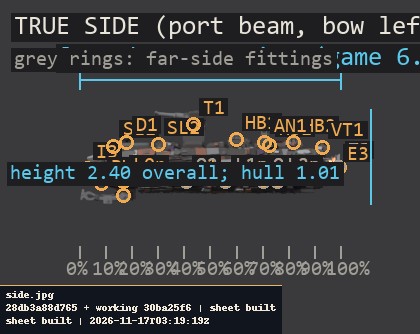 TRUE SIDE (port beam, bow lef
grey rings: far-side fittings
game 6.
T1
D1
SL
AN1
VT1
E3
height 2.40 overall; hull 1.01
0% 10% 20% 30% 40% 50% 60% 70% 80% 90% 100%
side.jpg
28db3a88d765 + working 30ba25f6 | sheet built
sheet built | 2026-11-17T03:19:19Z